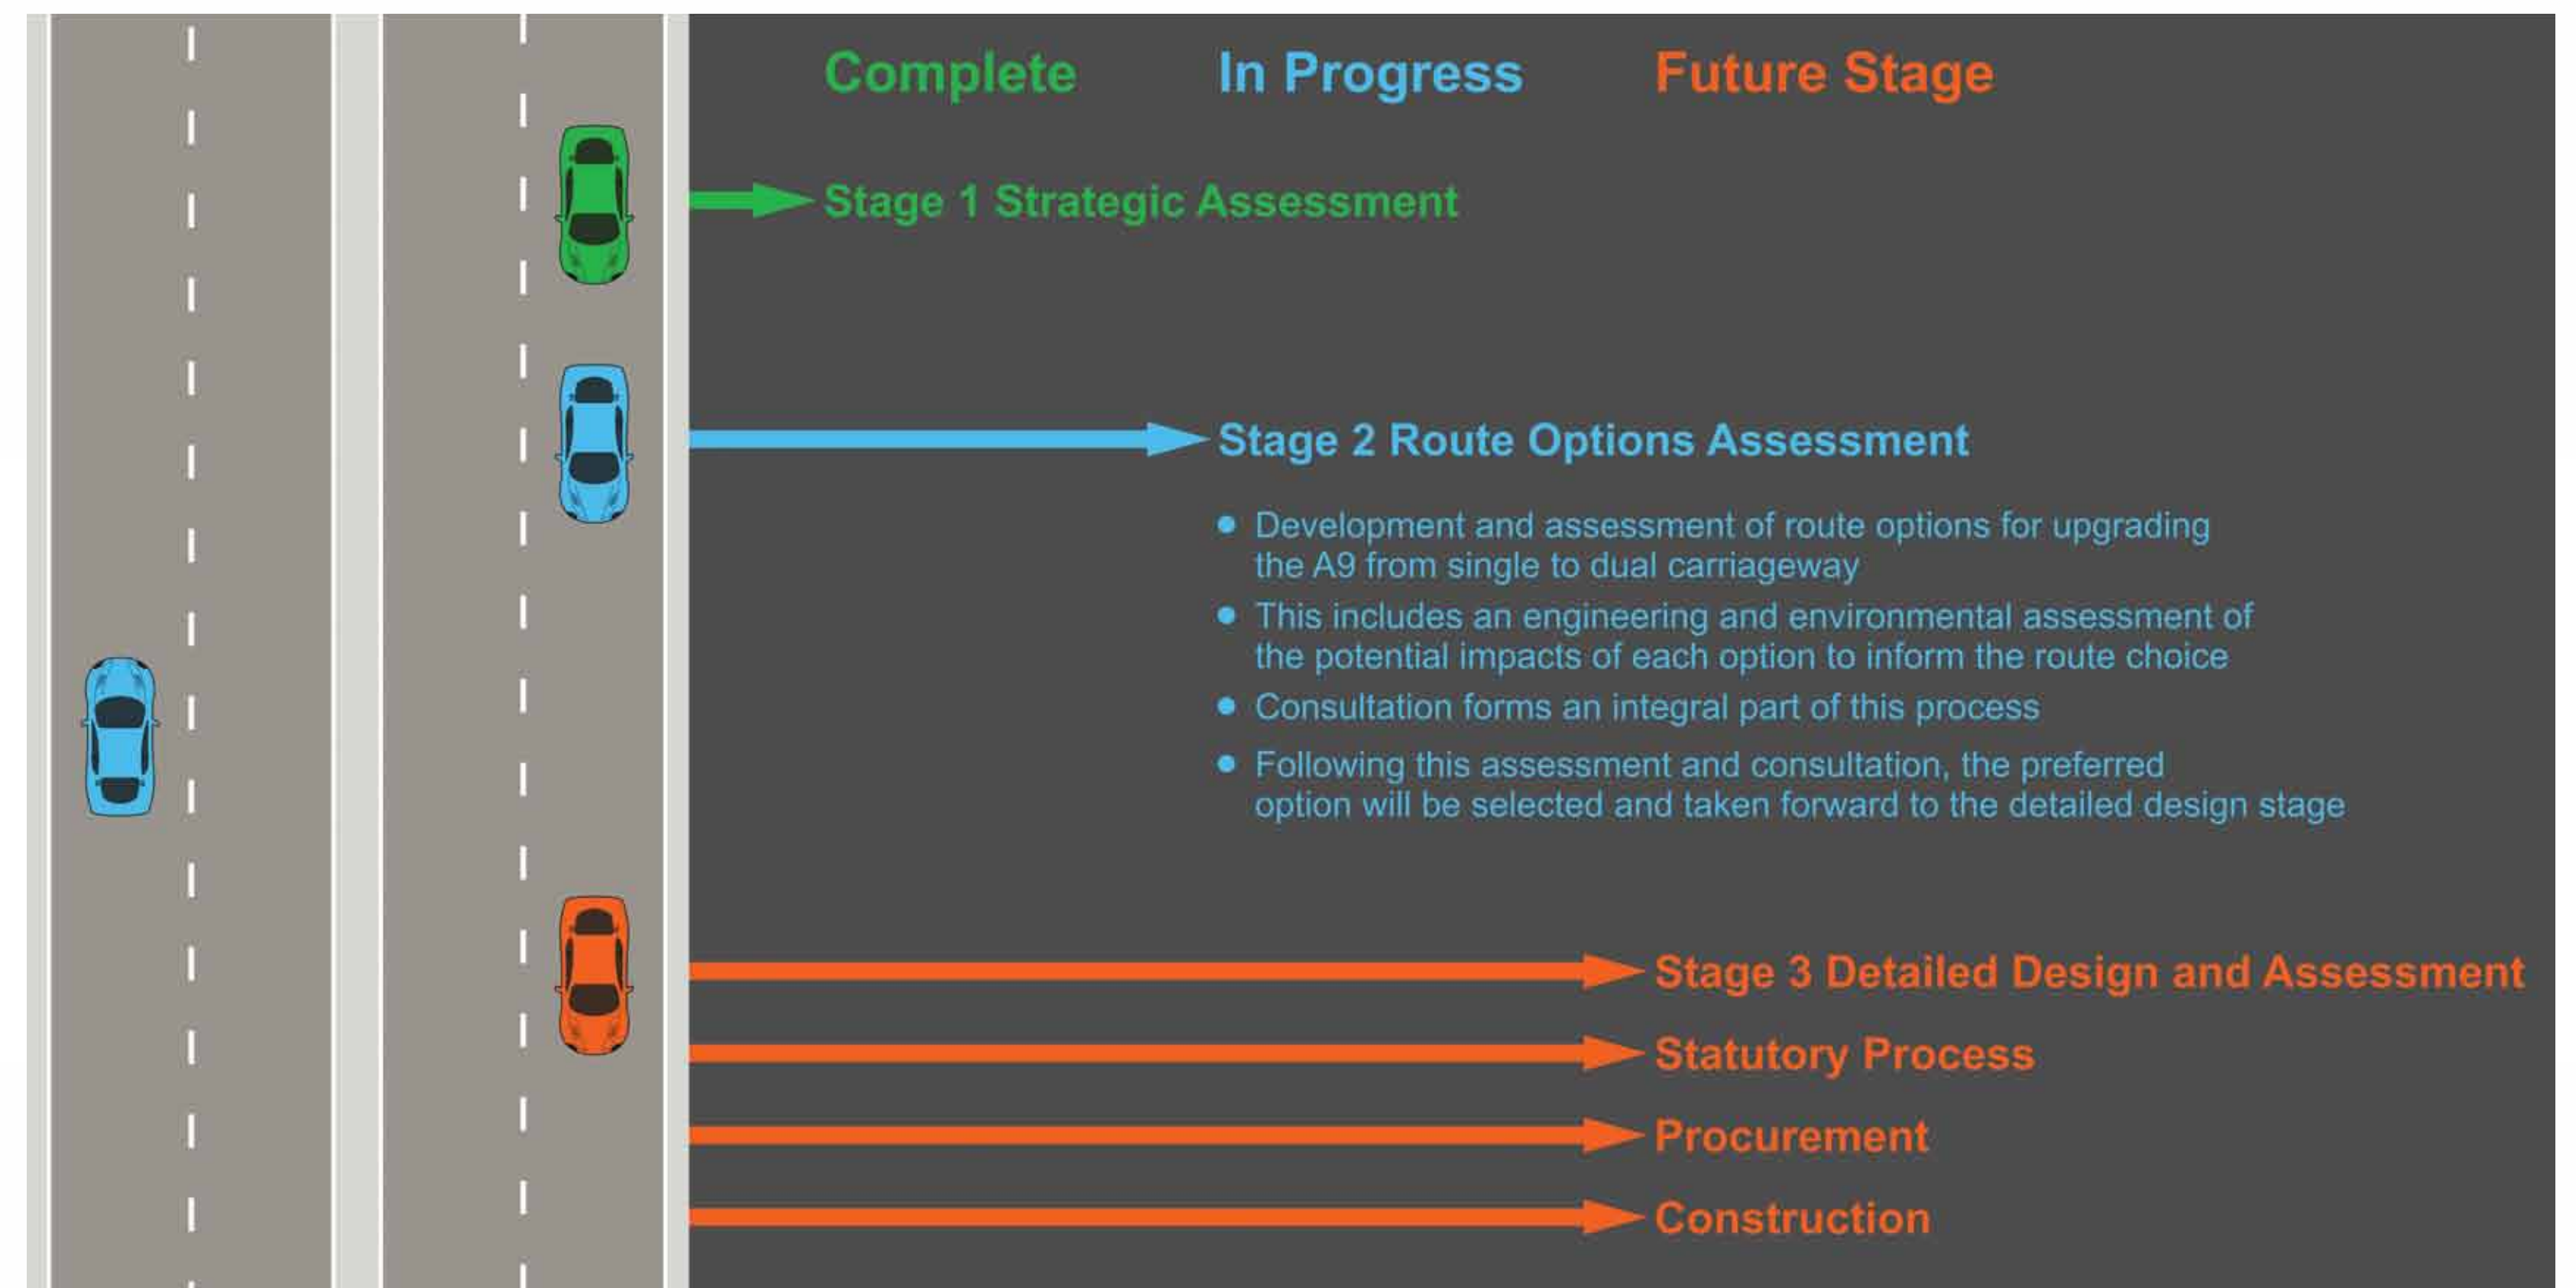 Complete In Progress Future Stage
Stage 1 Strategic Assessment
Stage 2 Route Options Assessment
• Development and assessment of route options for upgrading
the A9 from single to dual carriageway
• This includes an engineering and environmental assessment of
the potential impacts of each option to inform the route choice
• Consultation forms an integral part of this process
• Following this assessment and consultation, the preferred
option will be selected and taken forward to the detailed design stage
Stage 3 Detailed Design and Assessment
Statutory Process
Procurement
Construction